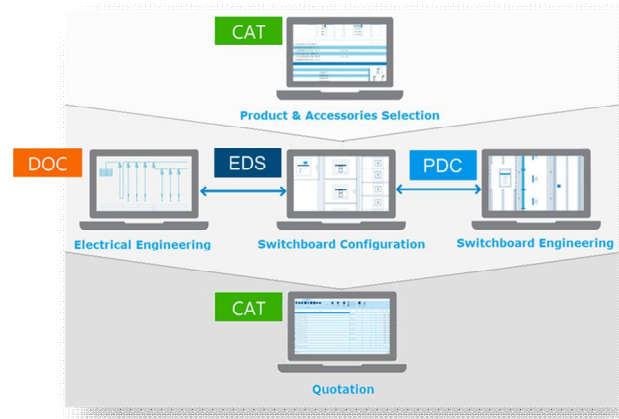 CAT
Product & Accessories Selection
DOC
EDS
PDC
Electrical Engineering
Switchboard Configuration
Switchboard Engineering
CAT
Quotation